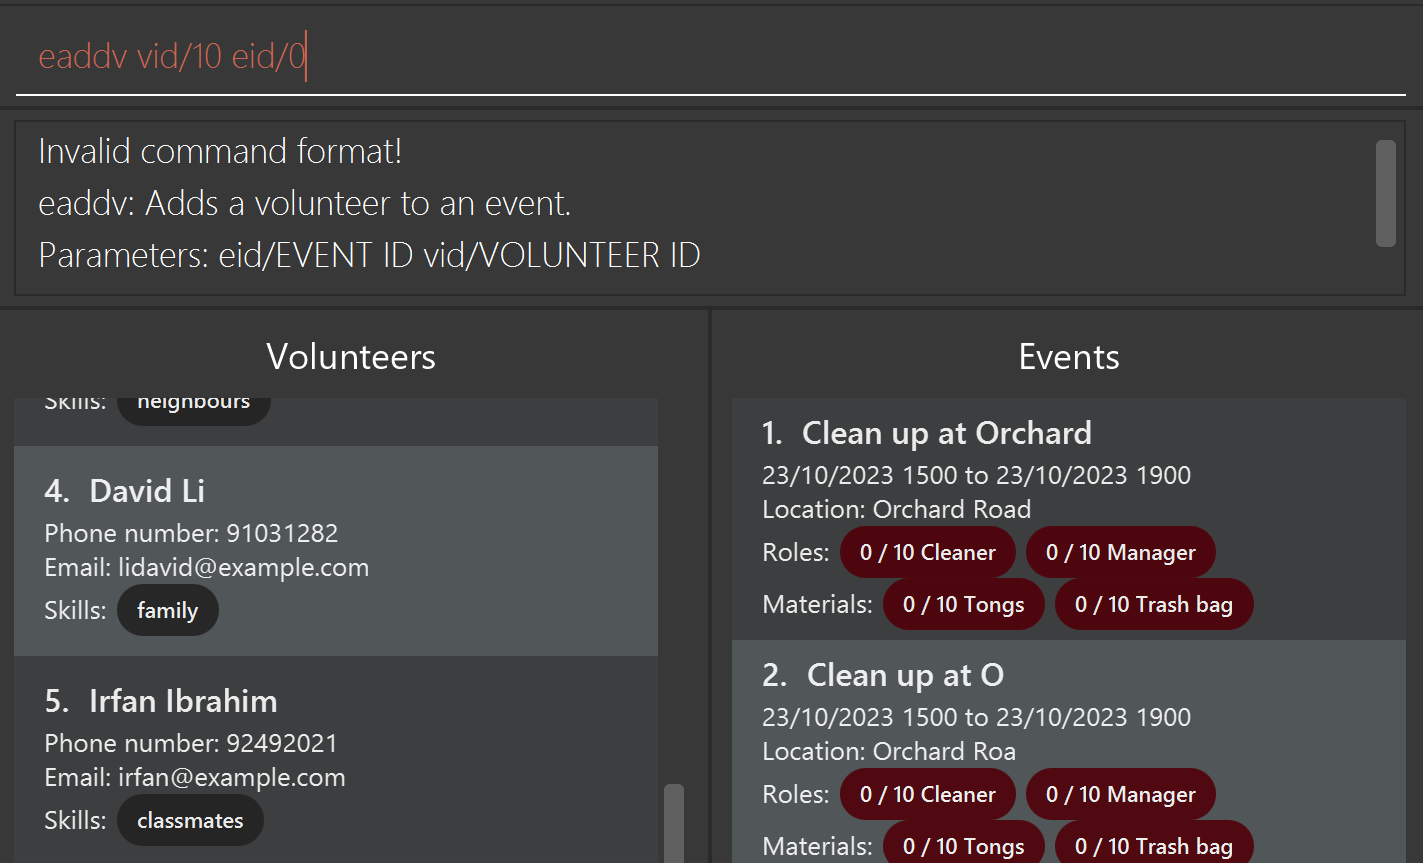 eaddv vid/10 eid/0
Invalid command format!
eaddv: Adds a volunteer to an event.
Parameters: eid/EVENT ID vid/VOLUNTEER ID
Volunteers
Skills: neighbours
4. David Li
Phone number: 91031282
Email: lidavid@example.com
Skills: family
5. Irfan Ibrahim
Phone number: 92492021
Email: irfan@example.com
Skills: classmates
Events
1. Clean up at Orchard
23/10/2023 1500 to 23/10/2023 1900
Location: Orchard Road
Roles: 0 / 10 Cleaner 0 / 10 Manager
Materials: 0 / 10 Tongs 0 / 10 Trash bag
2. Clean up at O
23/10/2023 1500 to 23/10/2023 1900
Location: Orchard Roa
Roles: 0 / 10 Cleaner 0 / 10 Manager
Materials: 0 / 10 Tongs 0 / 10 Trash bag